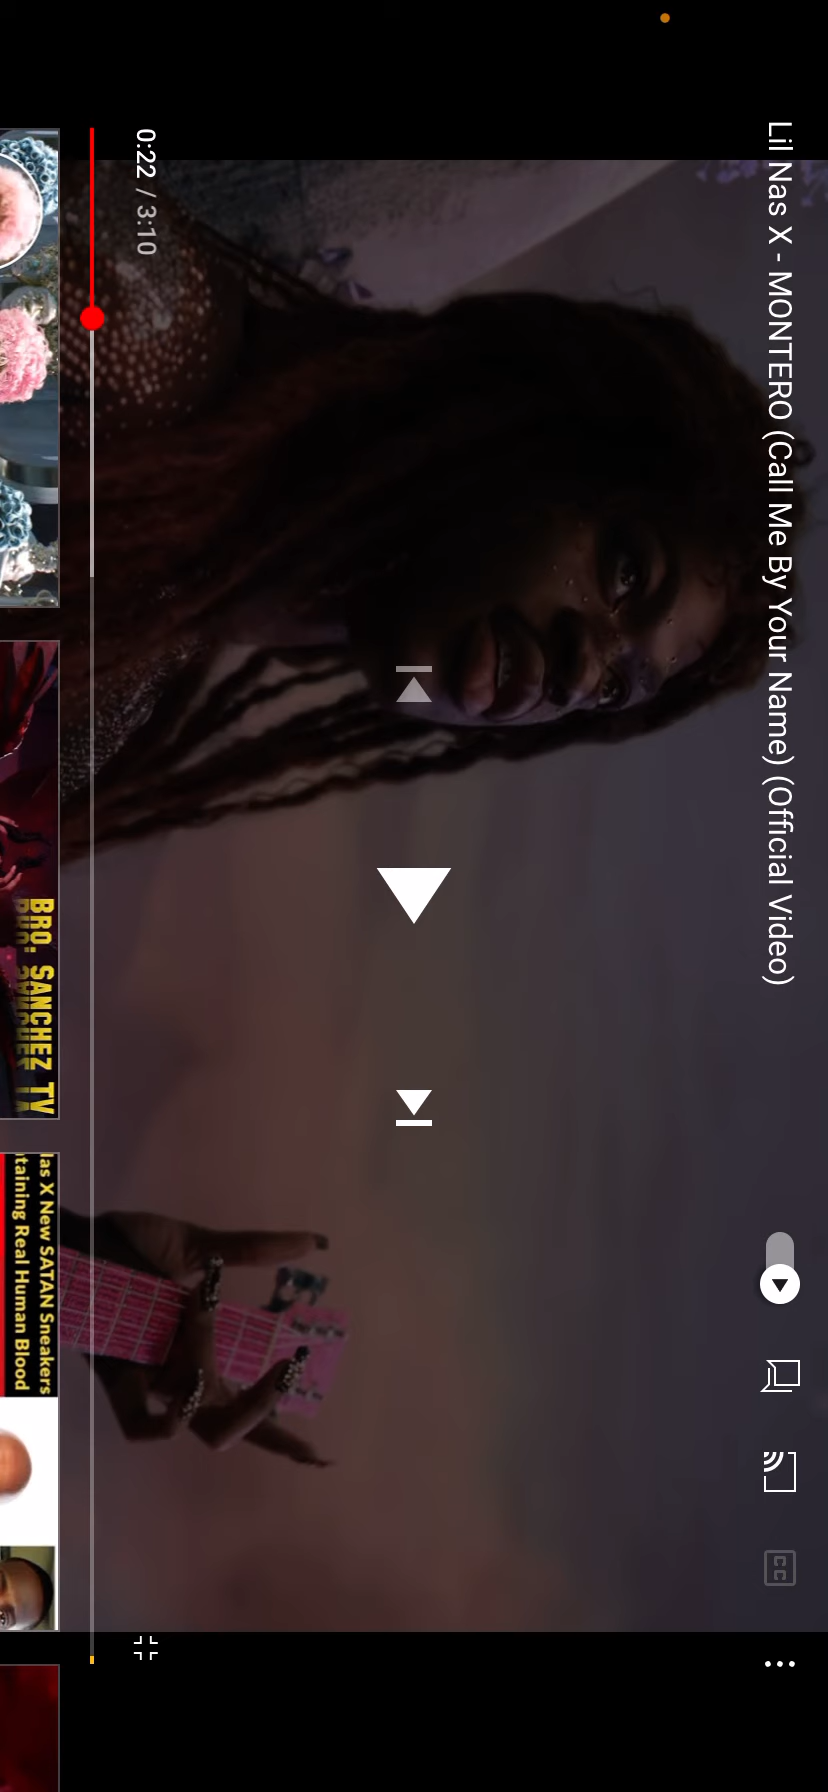 Lil Nas X - MONTERO (Call Me By Your Name) (Official Video)
CC
0:22 / 3:10
BRO. SANCHEZ TV
las X New SATAN Sneakers
taining Real Human Blood